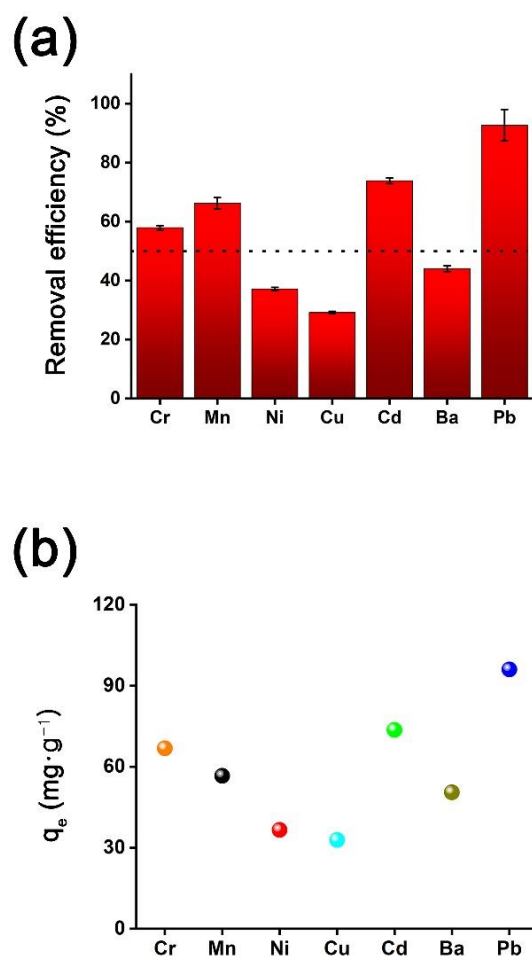 (a)
Removal efficiency (%)
100
80
60
40
20
0
Cr Mn Ni Cu Cd Ba Pb
(b)
qₑ (mg·g⁻¹)
120
90
60
30
0
Cr Mn Ni Cu Cd Ba Pb